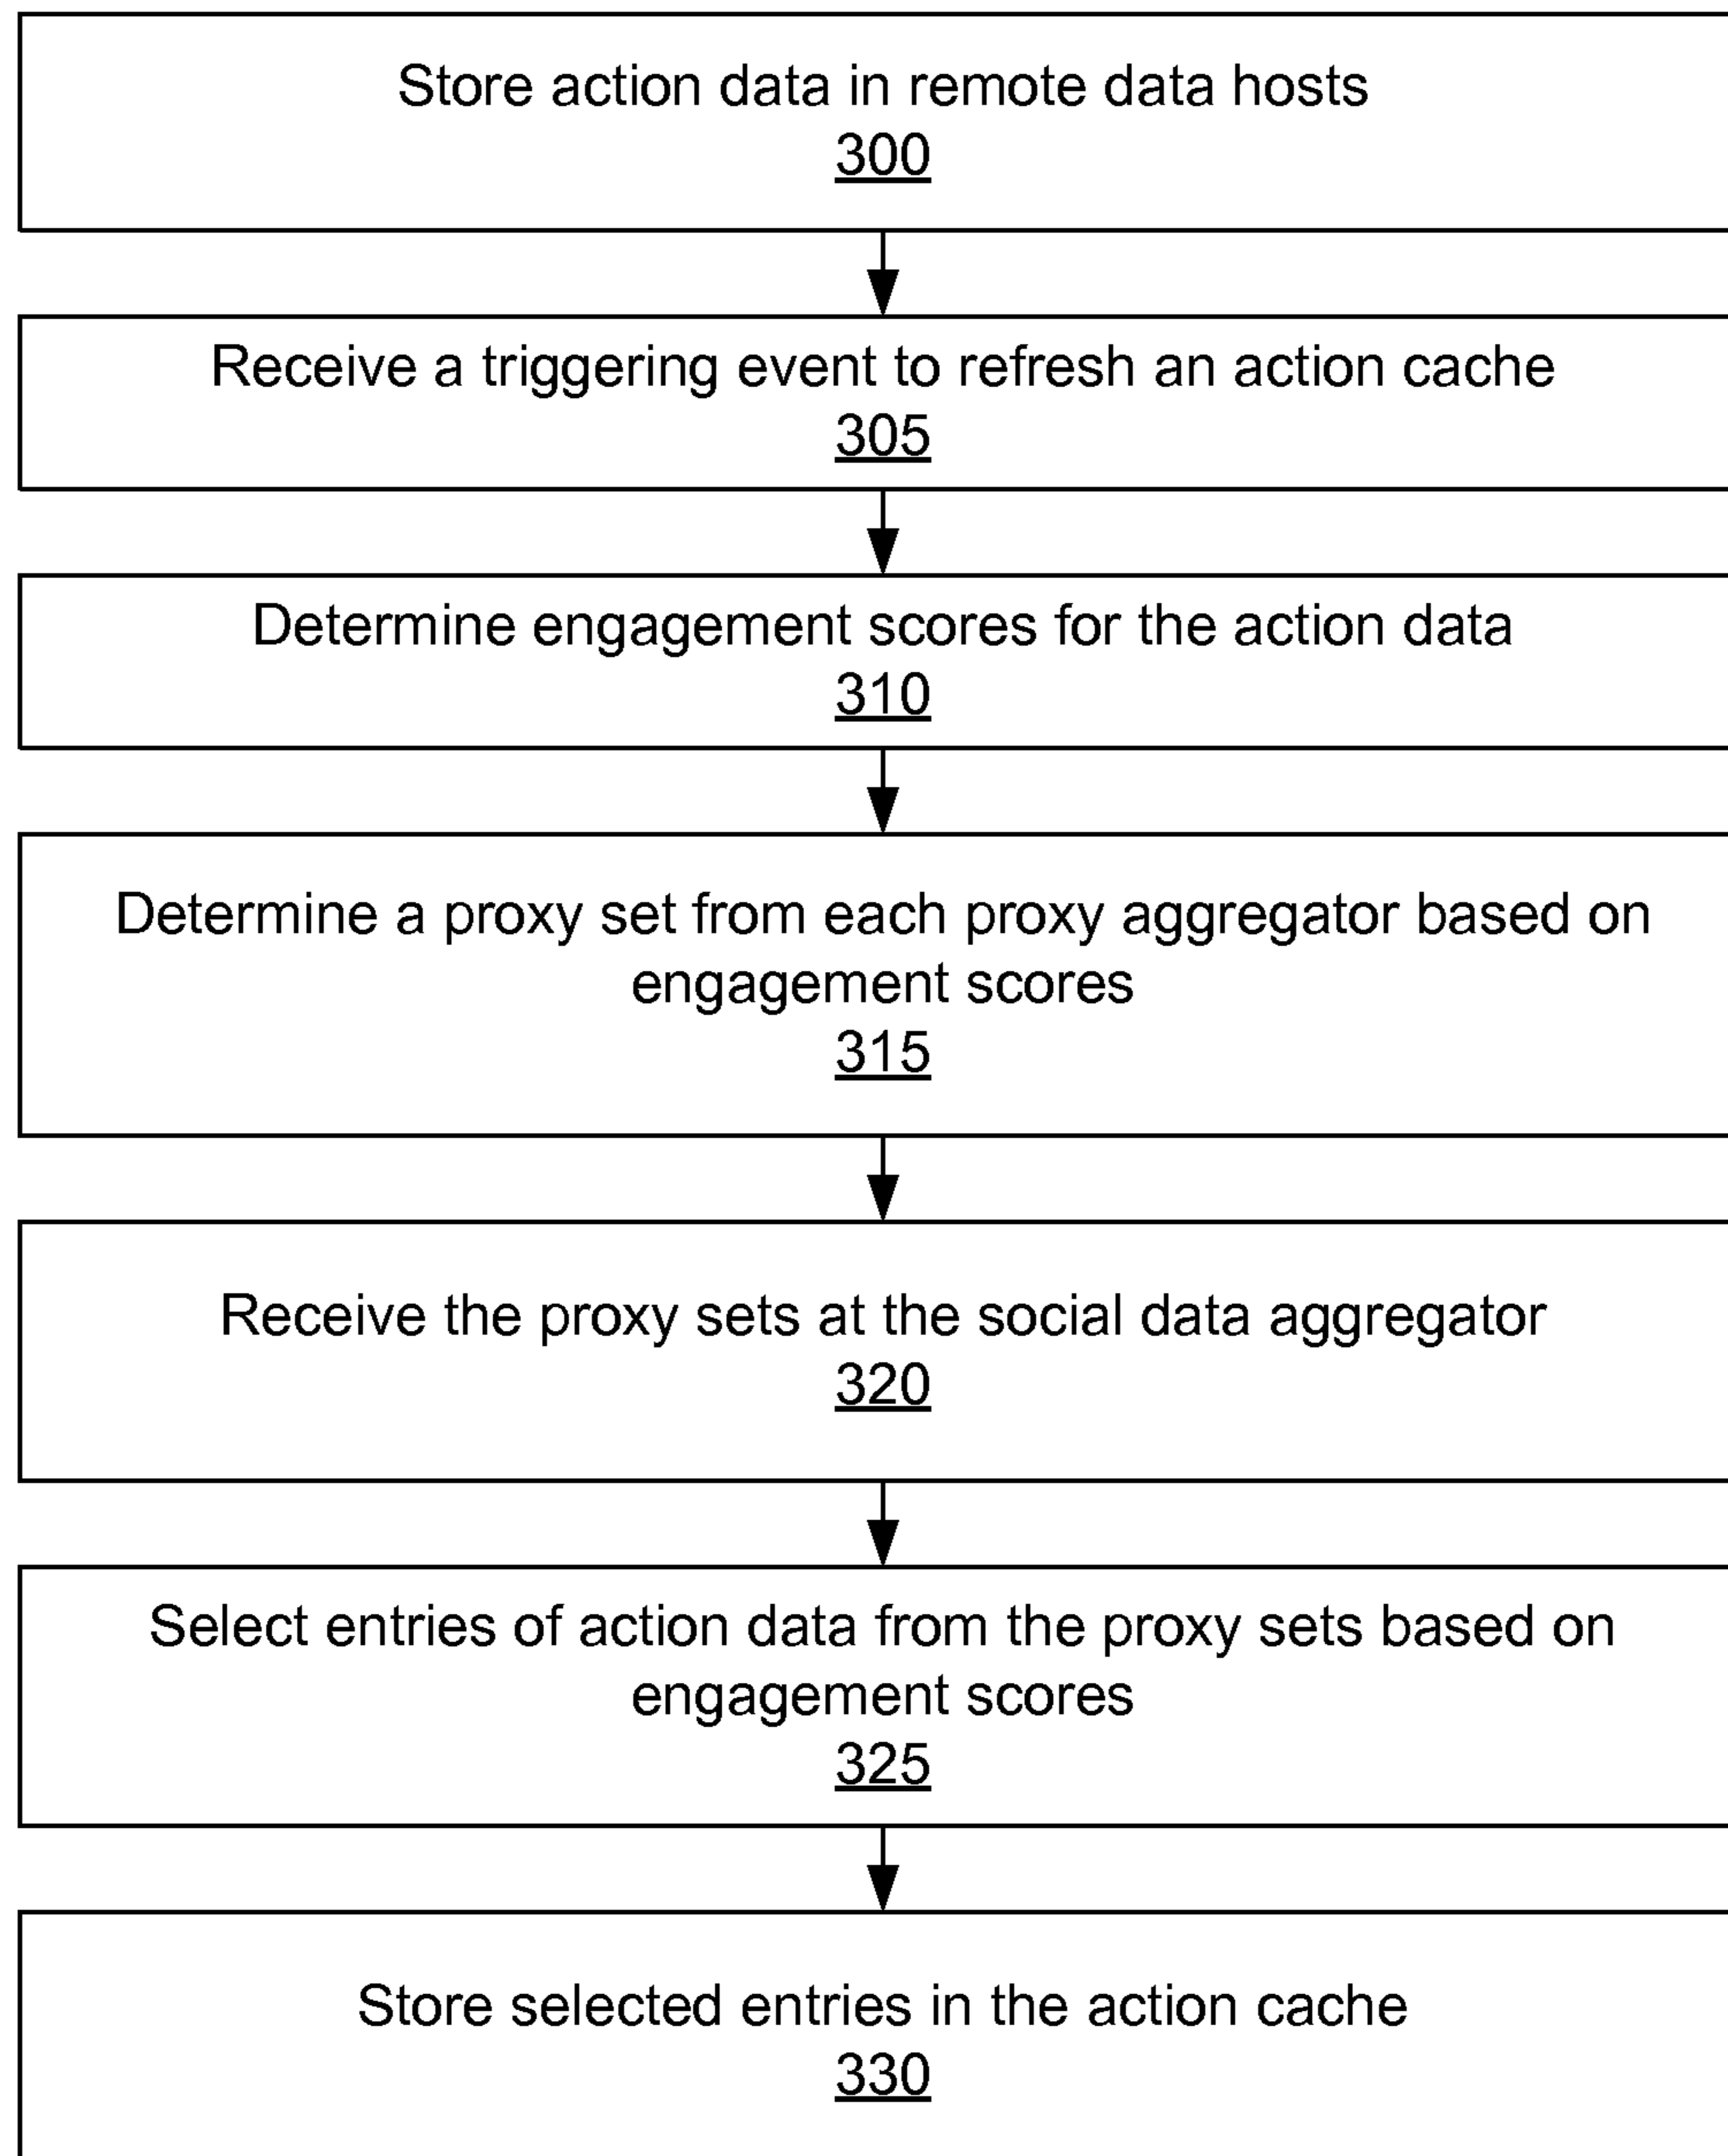 Store action data in remote data hosts
300
Receive a triggering event to refresh an action cache
305
Determine engagement scores for the action data
310
Determine a proxy set from each proxy aggregator based on
engagement scores
315
Receive the proxy sets at the social data aggregator
320
Select entries of action data from the proxy sets based on
engagement scores
325
Store selected entries in the action cache
330